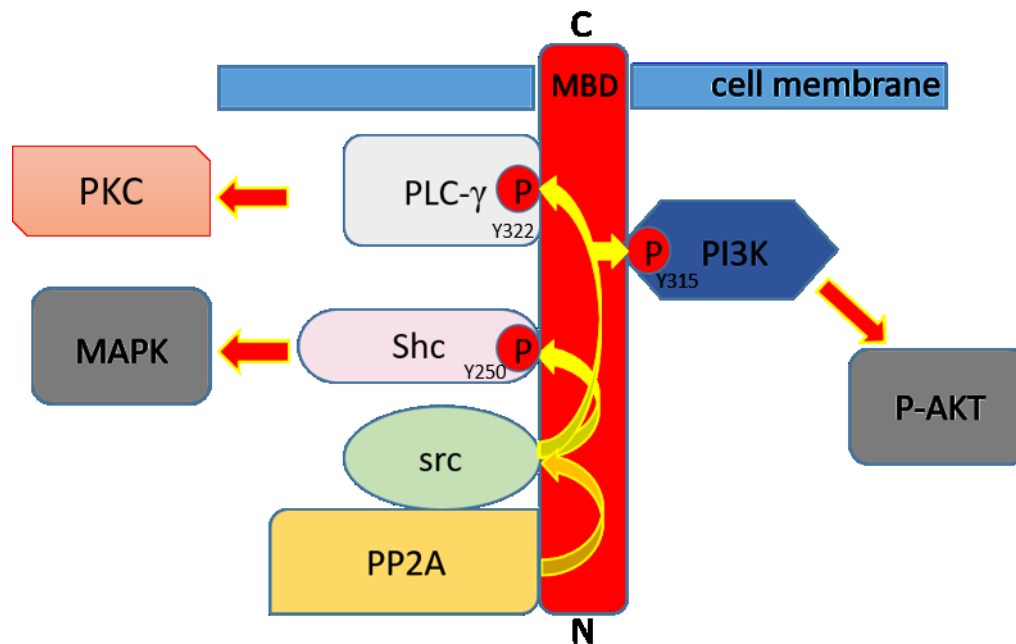 C
MBD
cell membrane
PKC
PLC-γ
P
Y322
P
PI3K
Y315
MAPK
Shc
P
Y250
P-AKT
src
PP2A
N